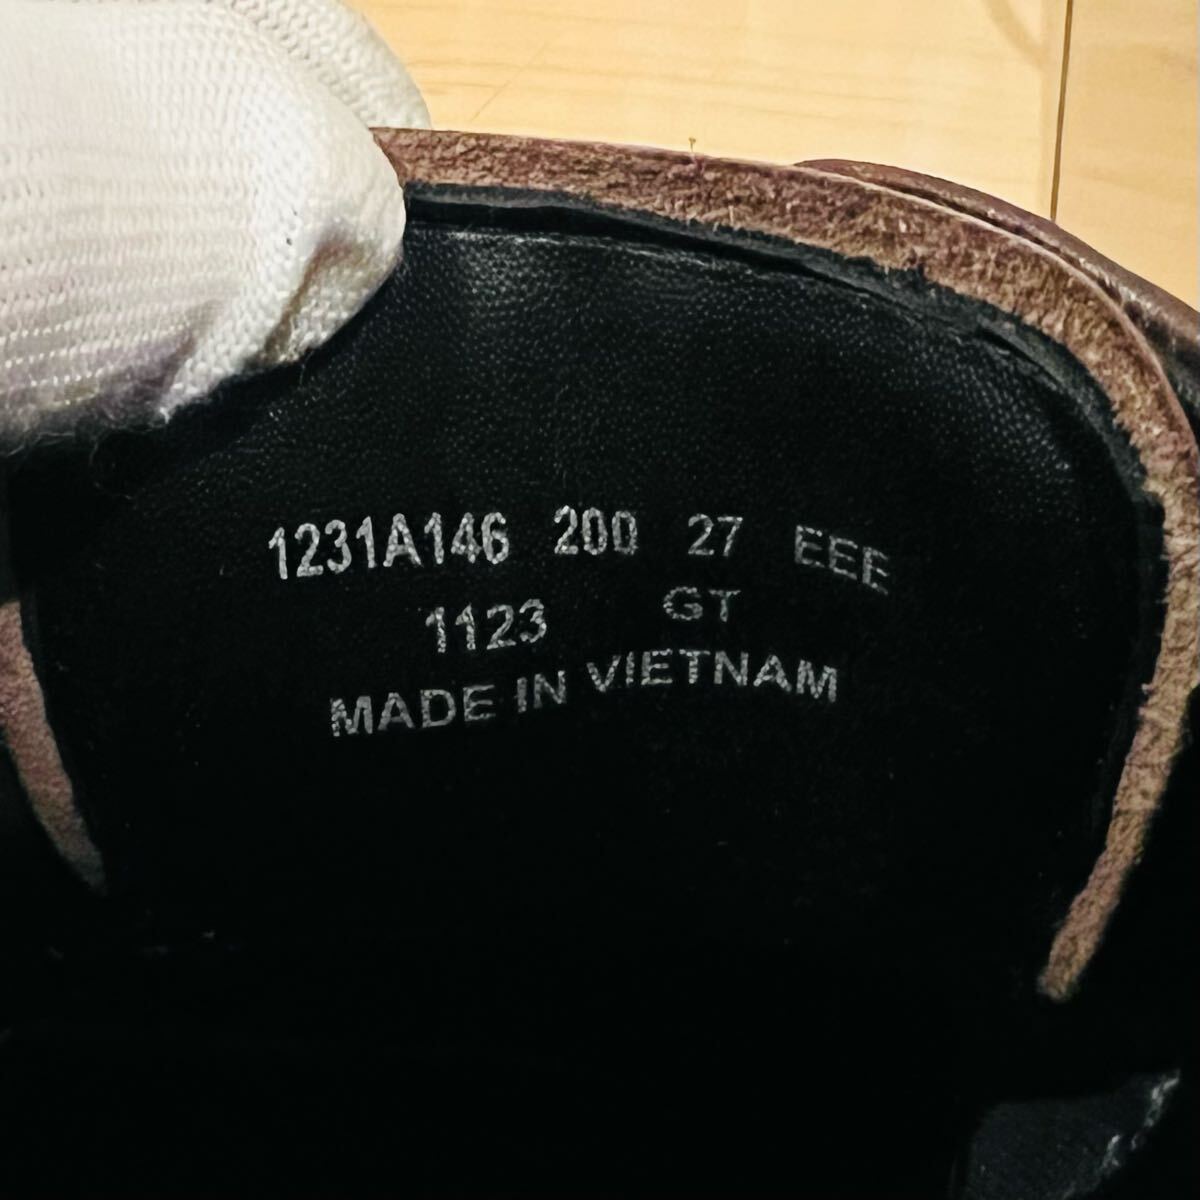 1231A146 200 27 EEE
1123 GT
MADE IN VIETNAM